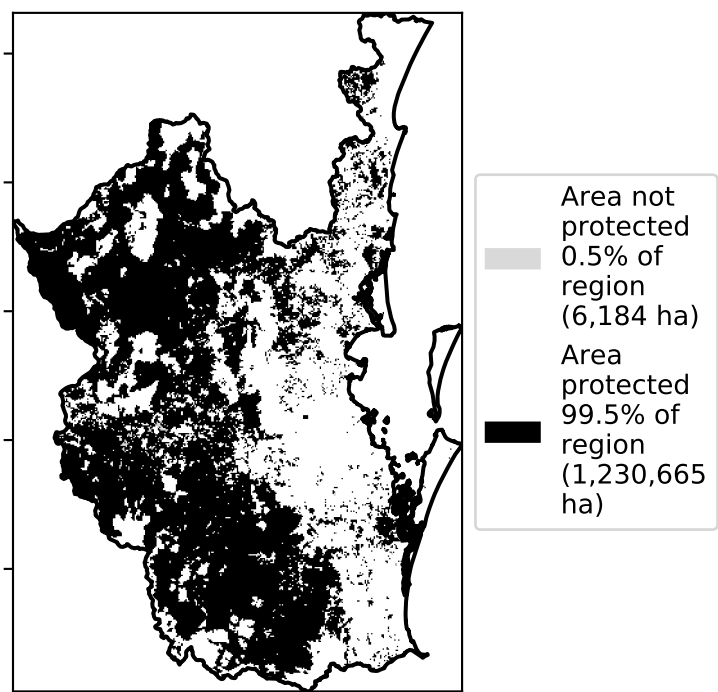 Area not
protected
0.5% of
region
(6,184 ha)
Area
protected
99.5% of
region
(1,230,665
ha)